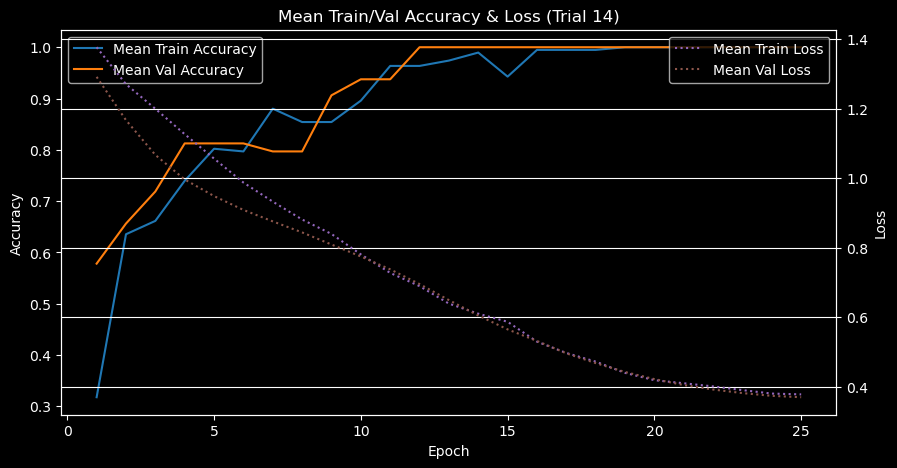 Mean Train/Val Accuracy & Loss (Trial 14)
Mean Train Accuracy
Mean Val Accuracy
Mean Train Loss
Mean Val Loss
1.0
0.9
0.8
0.7
0.6
0.5
0.4
0.3
Accuracy
1.4
1.2
1.0
0.8
0.6
0.4
Loss
0 5 10 15 20 25
Epoch